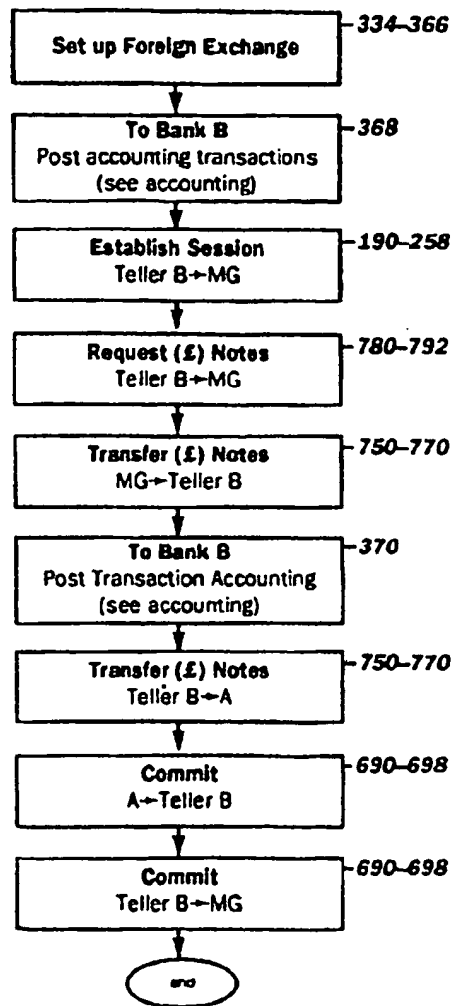 Set up Foreign Exchange
334–366
To Bank B
368
Post accounting transactions
(see accounting)
Establish Session
190–258
Teller B→MG
Request (£) Notes
780–792
Teller B→MG
Transfer (£) Notes
750–770
MG→Teller B
To Bank B
370
Post Transaction Accounting
(see accounting)
Transfer (£) Notes
750–770
Teller B→A
Commit
690–698
A→Teller B
Commit
690–698
Teller B→MG
end